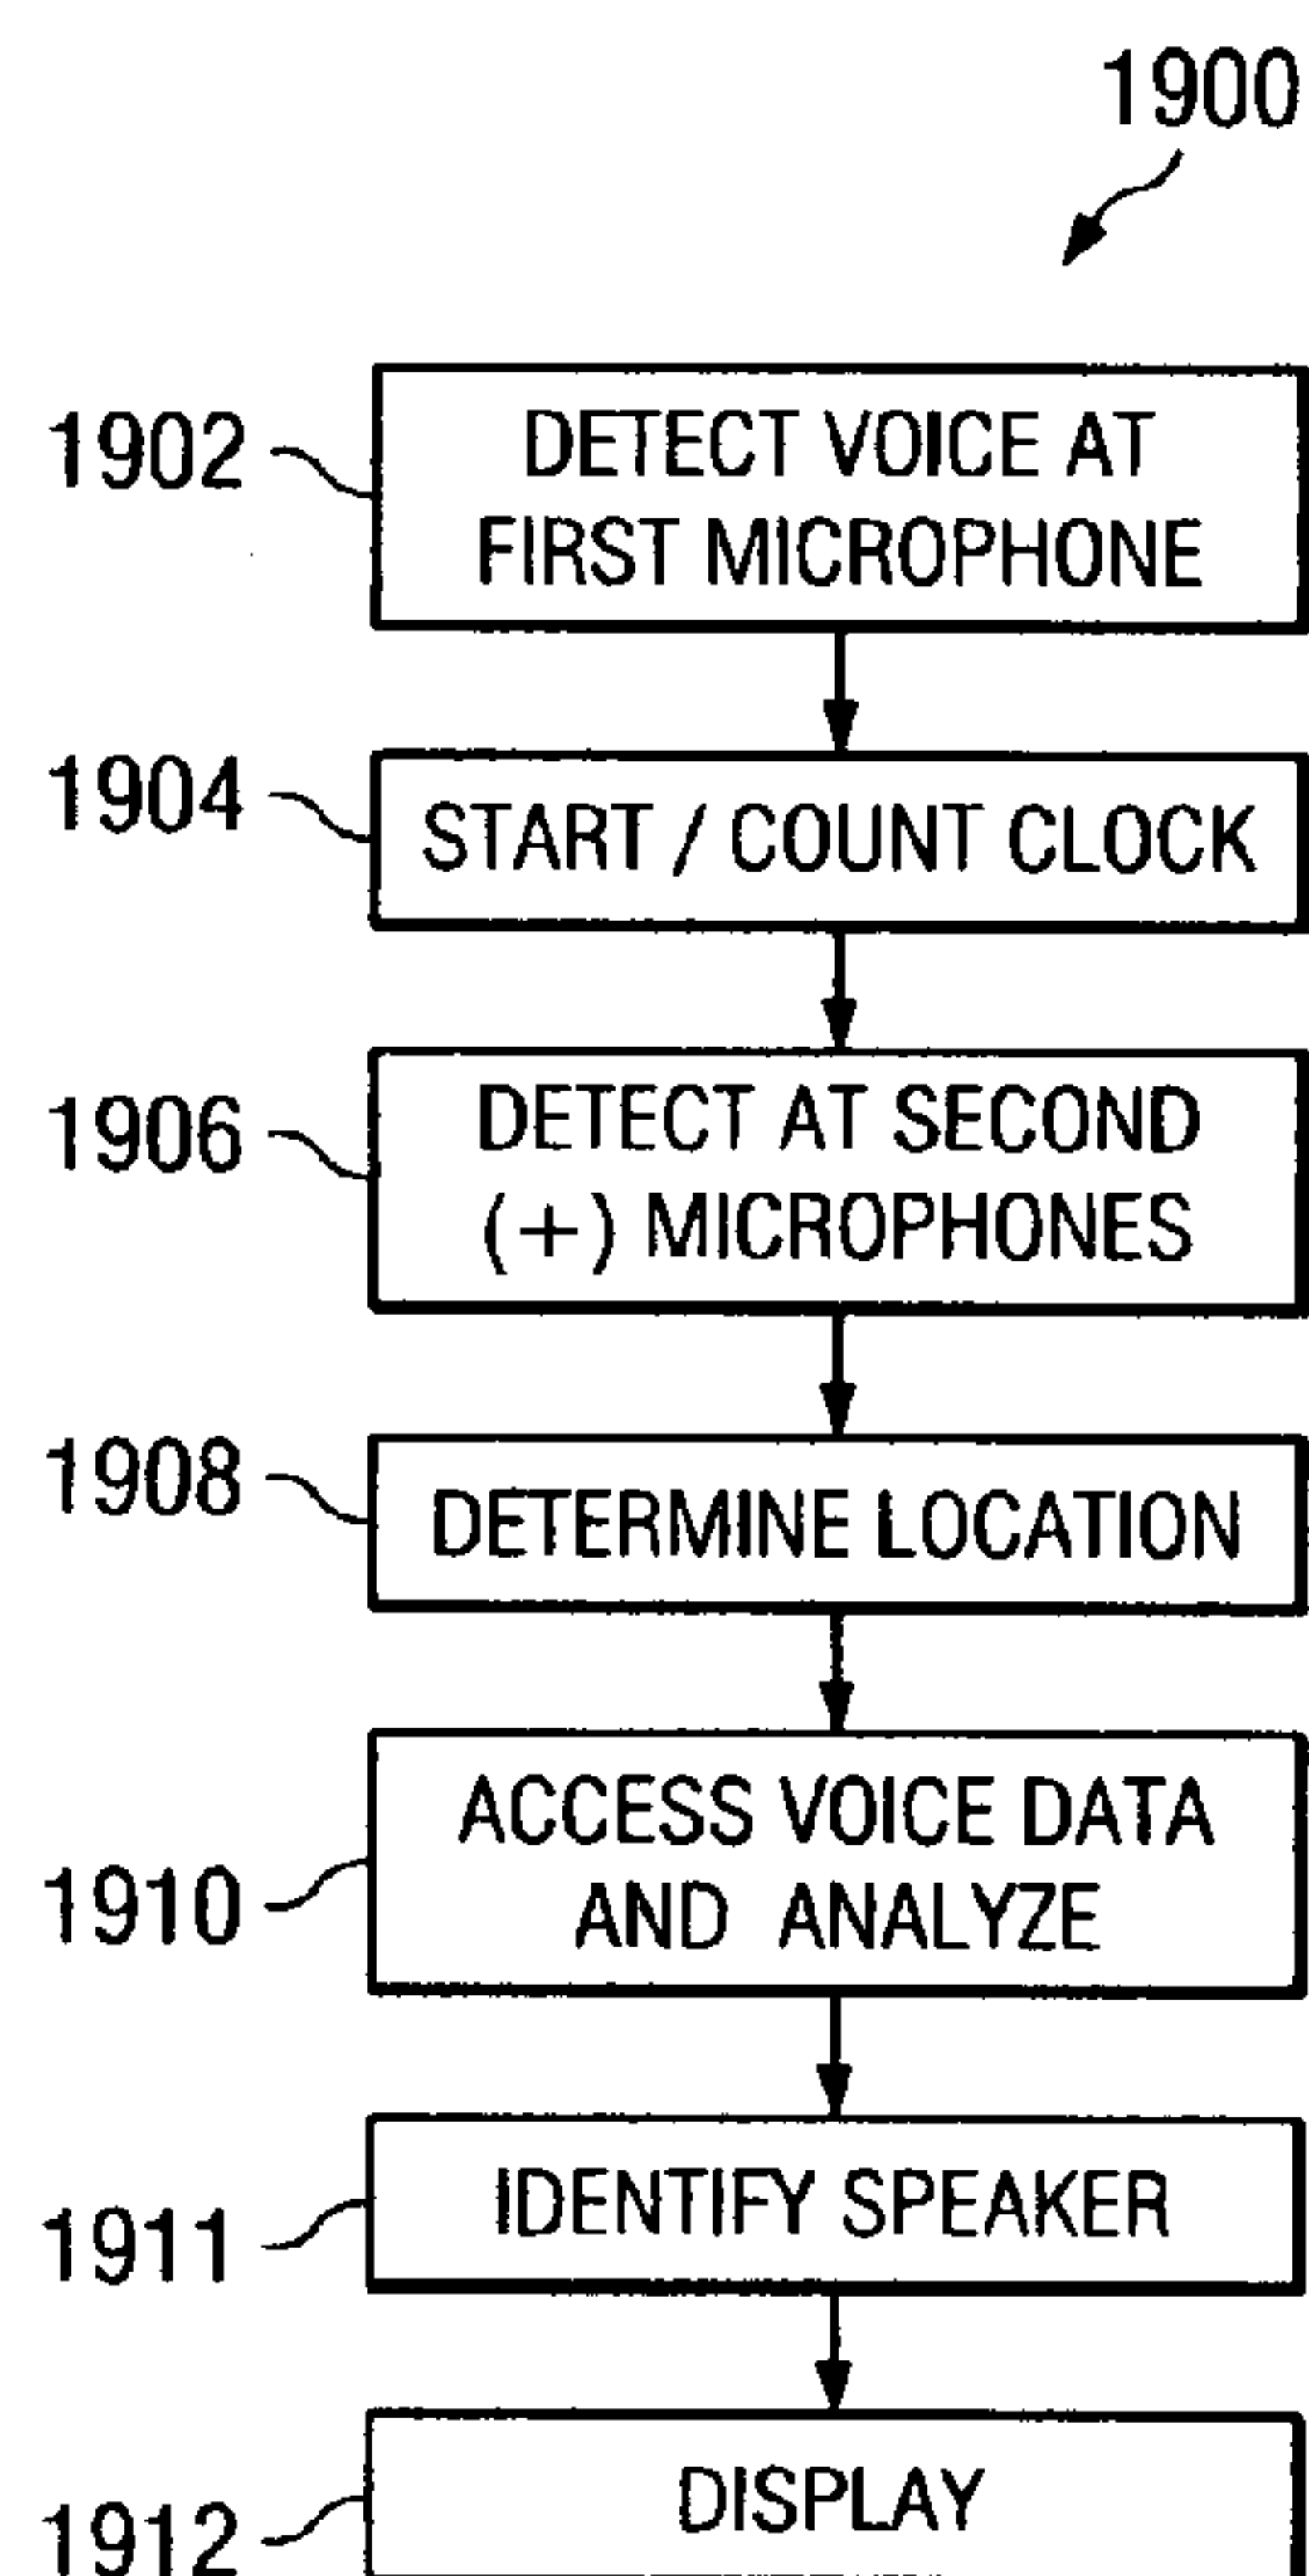 1900
1902
DETECT VOICE AT
FIRST MICROPHONE
1904
START / COUNT CLOCK
1906
DETECT AT SECOND
(+) MICROPHONES
1908
DETERMINE LOCATION
1910
ACCESS VOICE DATA
AND ANALYZE
1911
IDENTIFY SPEAKER
1912
DISPLAY